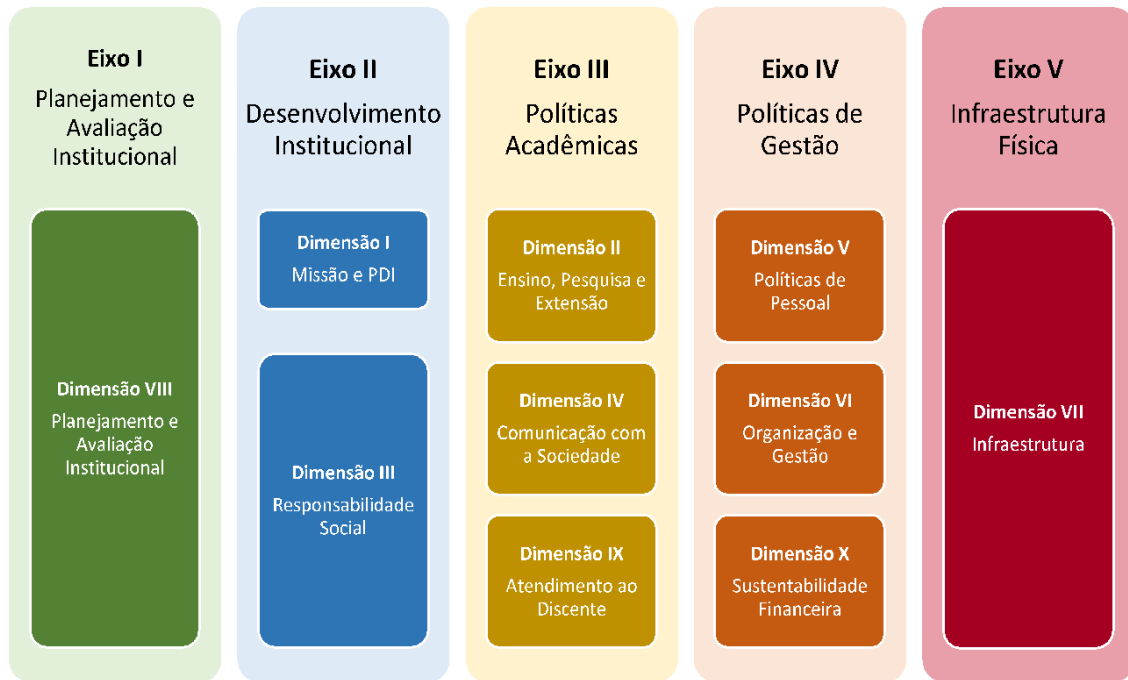 Eixo I
Planejamento e
Avaliação
Institucional
Dimensão VIII
Planejamento e
Avaliação
Institucional
Eixo II
Desenvolvimento
Institucional
Dimensão I
Missão e PDI
Dimensão III
Responsabilidade
Social
Eixo III
Políticas
Acadêmicas
Dimensão II
Ensino, Pesquisa e
Extensão
Dimensão IV
Comunicação com
a Sociedade
Dimensão IX
Atendimento ao
Discente
Eixo IV
Políticas de
Gestão
Dimensão V
Políticas de
Pessoal
Dimensão VI
Organização e
Gestão
Dimensão X
Sustentabilidade
Financeira
Eixo V
Infraestrutura
Física
Dimensão VII
Infraestrutura